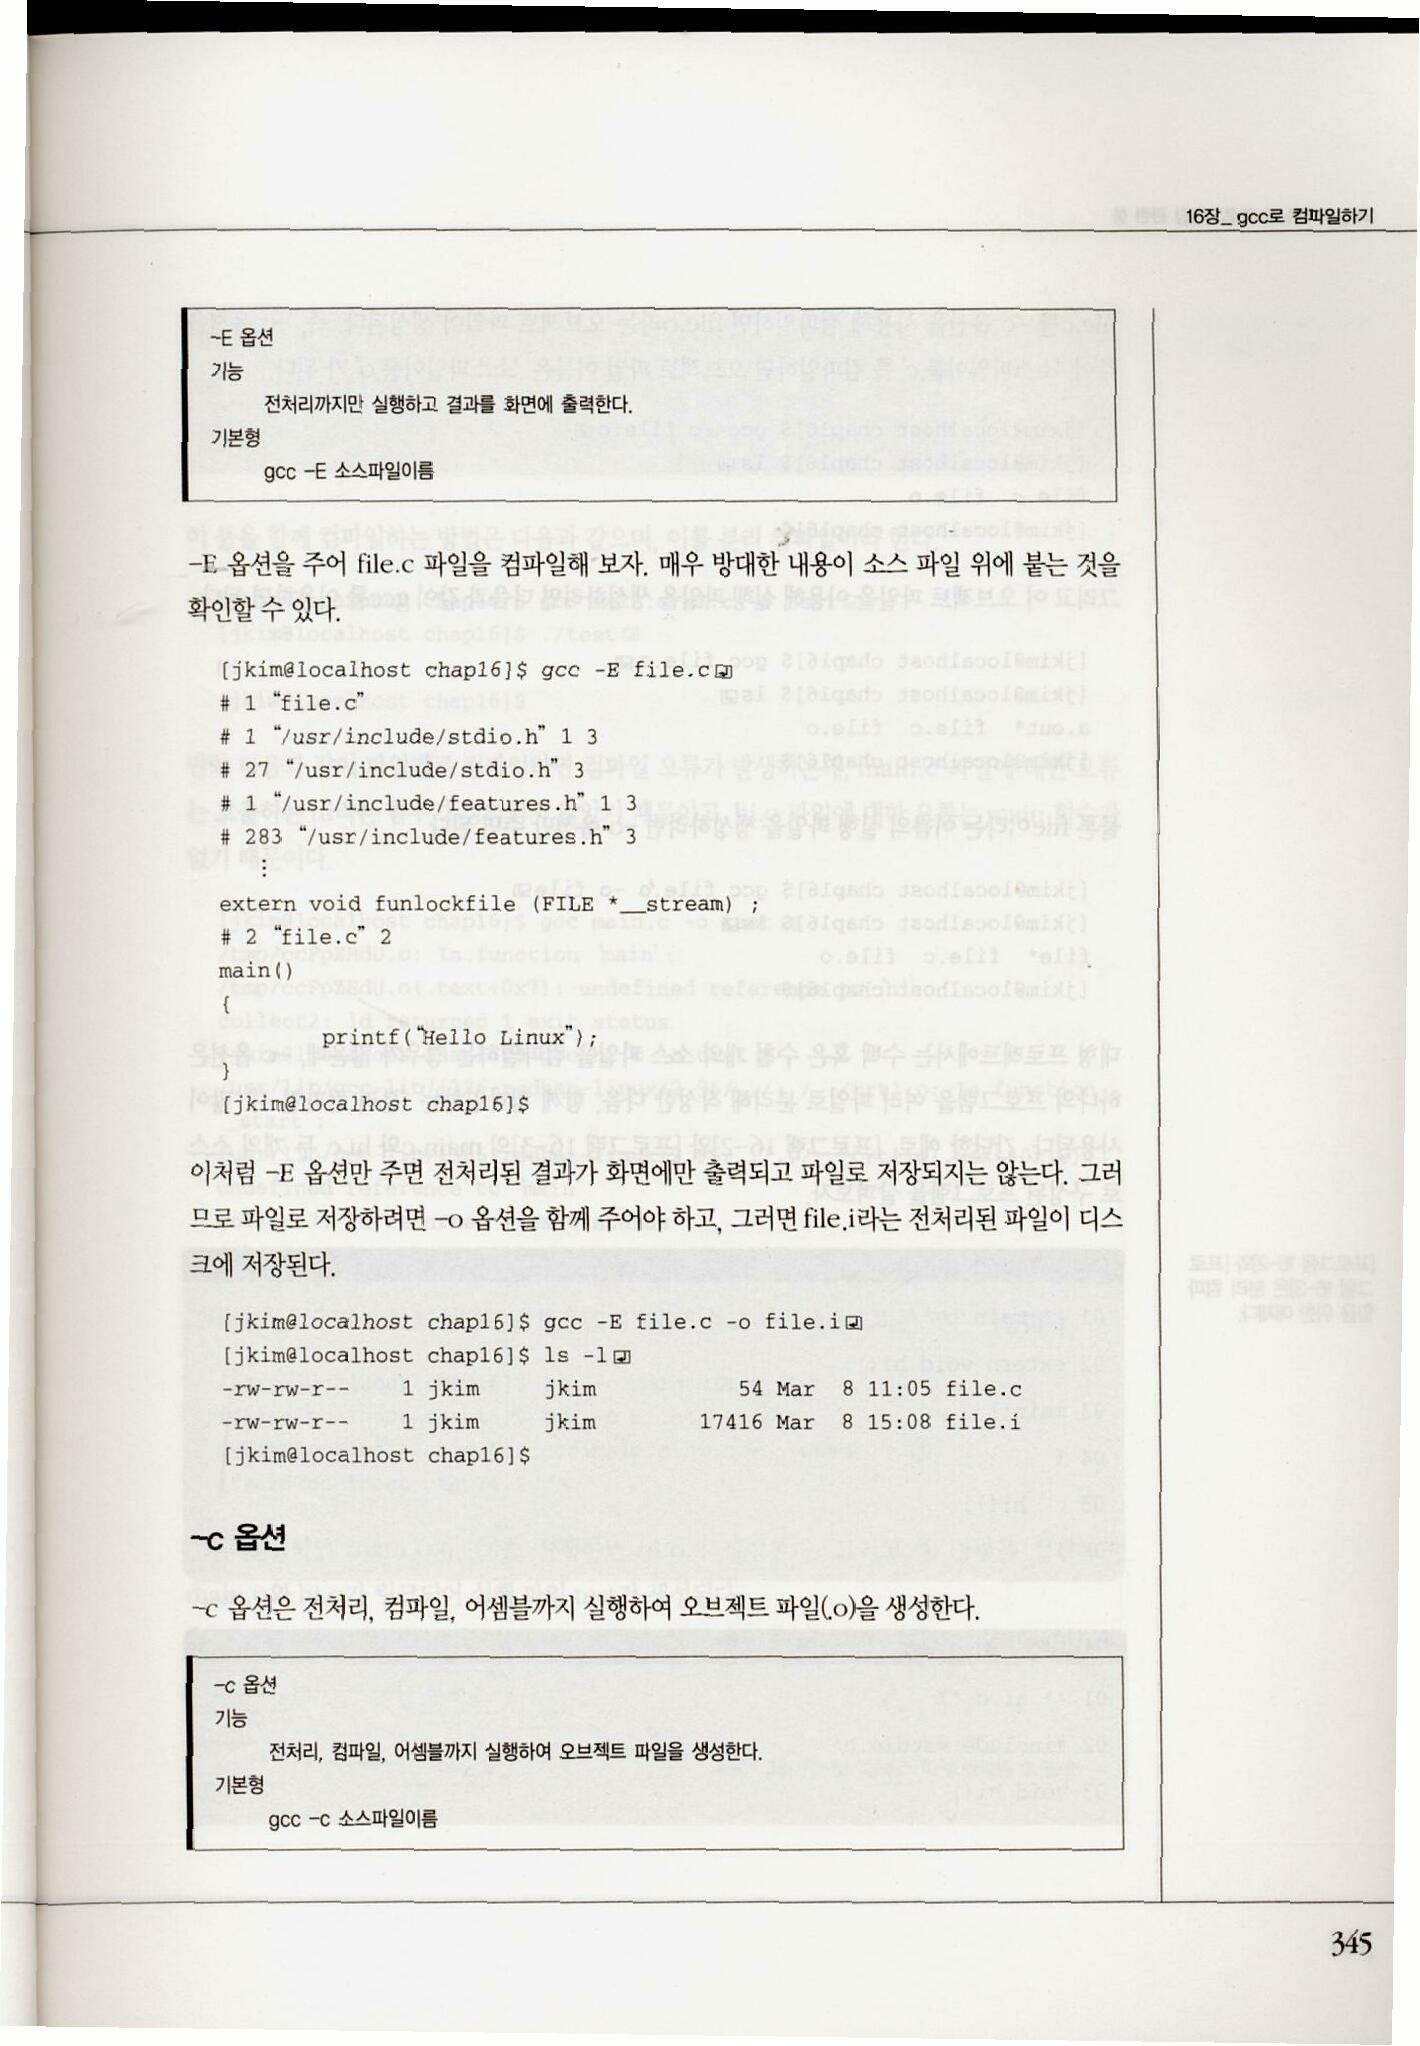 16장_ gcc로 컴파일하기
-E 옵션
기능
전처리까지만 실행하고 결과를 화면에 출력한다.
기본형
gcc -E 소스파일이름
-E 옵션을 주어 file.c 파일을 컴파일해 보자. 매우 방대한 내용이 소스 파일 위에 붙는 것을
확인할 수 있다.
[jkim@localhost chap16]$ gcc -E file.c
# 1 "file.c"
# 1 "/usr/include/stdio.h" 1 3
# 27 "/usr/include/stdio.h" 3
# 1 "/usr/include/features.h" 1 3
# 283 "/usr/include/features.h" 3
⋮
extern void funlockfile (FILE *__stream) ;
# 2 "file.c" 2
main()
{
printf("Hello Linux");
}
[jkim@localhost chap16]$
이처럼 -E 옵션만 주면 전처리된 결과가 화면에만 출력되고 파일로 저장되지는 않는다. 그러
므로 파일로 저장하려면 -o 옵션을 함께 주어야 하고, 그러면 file.i라는 전처리된 파일이 디스
크에 저장된다.
[jkim@localhost chap16]$ gcc -E file.c -o file.i
[jkim@localhost chap16]$ ls -l
-rw-rw-r-- 1 jkim jkim 54 Mar 8 11:05 file.c
-rw-rw-r-- 1 jkim jkim 17416 Mar 8 15:08 file.i
[jkim@localhost chap16]$
-c 옵션
-c 옵션은 전처리, 컴파일, 어셈블까지 실행하여 오브젝트 파일(.o)을 생성한다.
-c 옵션
기능
전처리, 컴파일, 어셈블까지 실행하여 오브젝트 파일을 생성한다.
기본형
gcc -c 소스파일이름
345